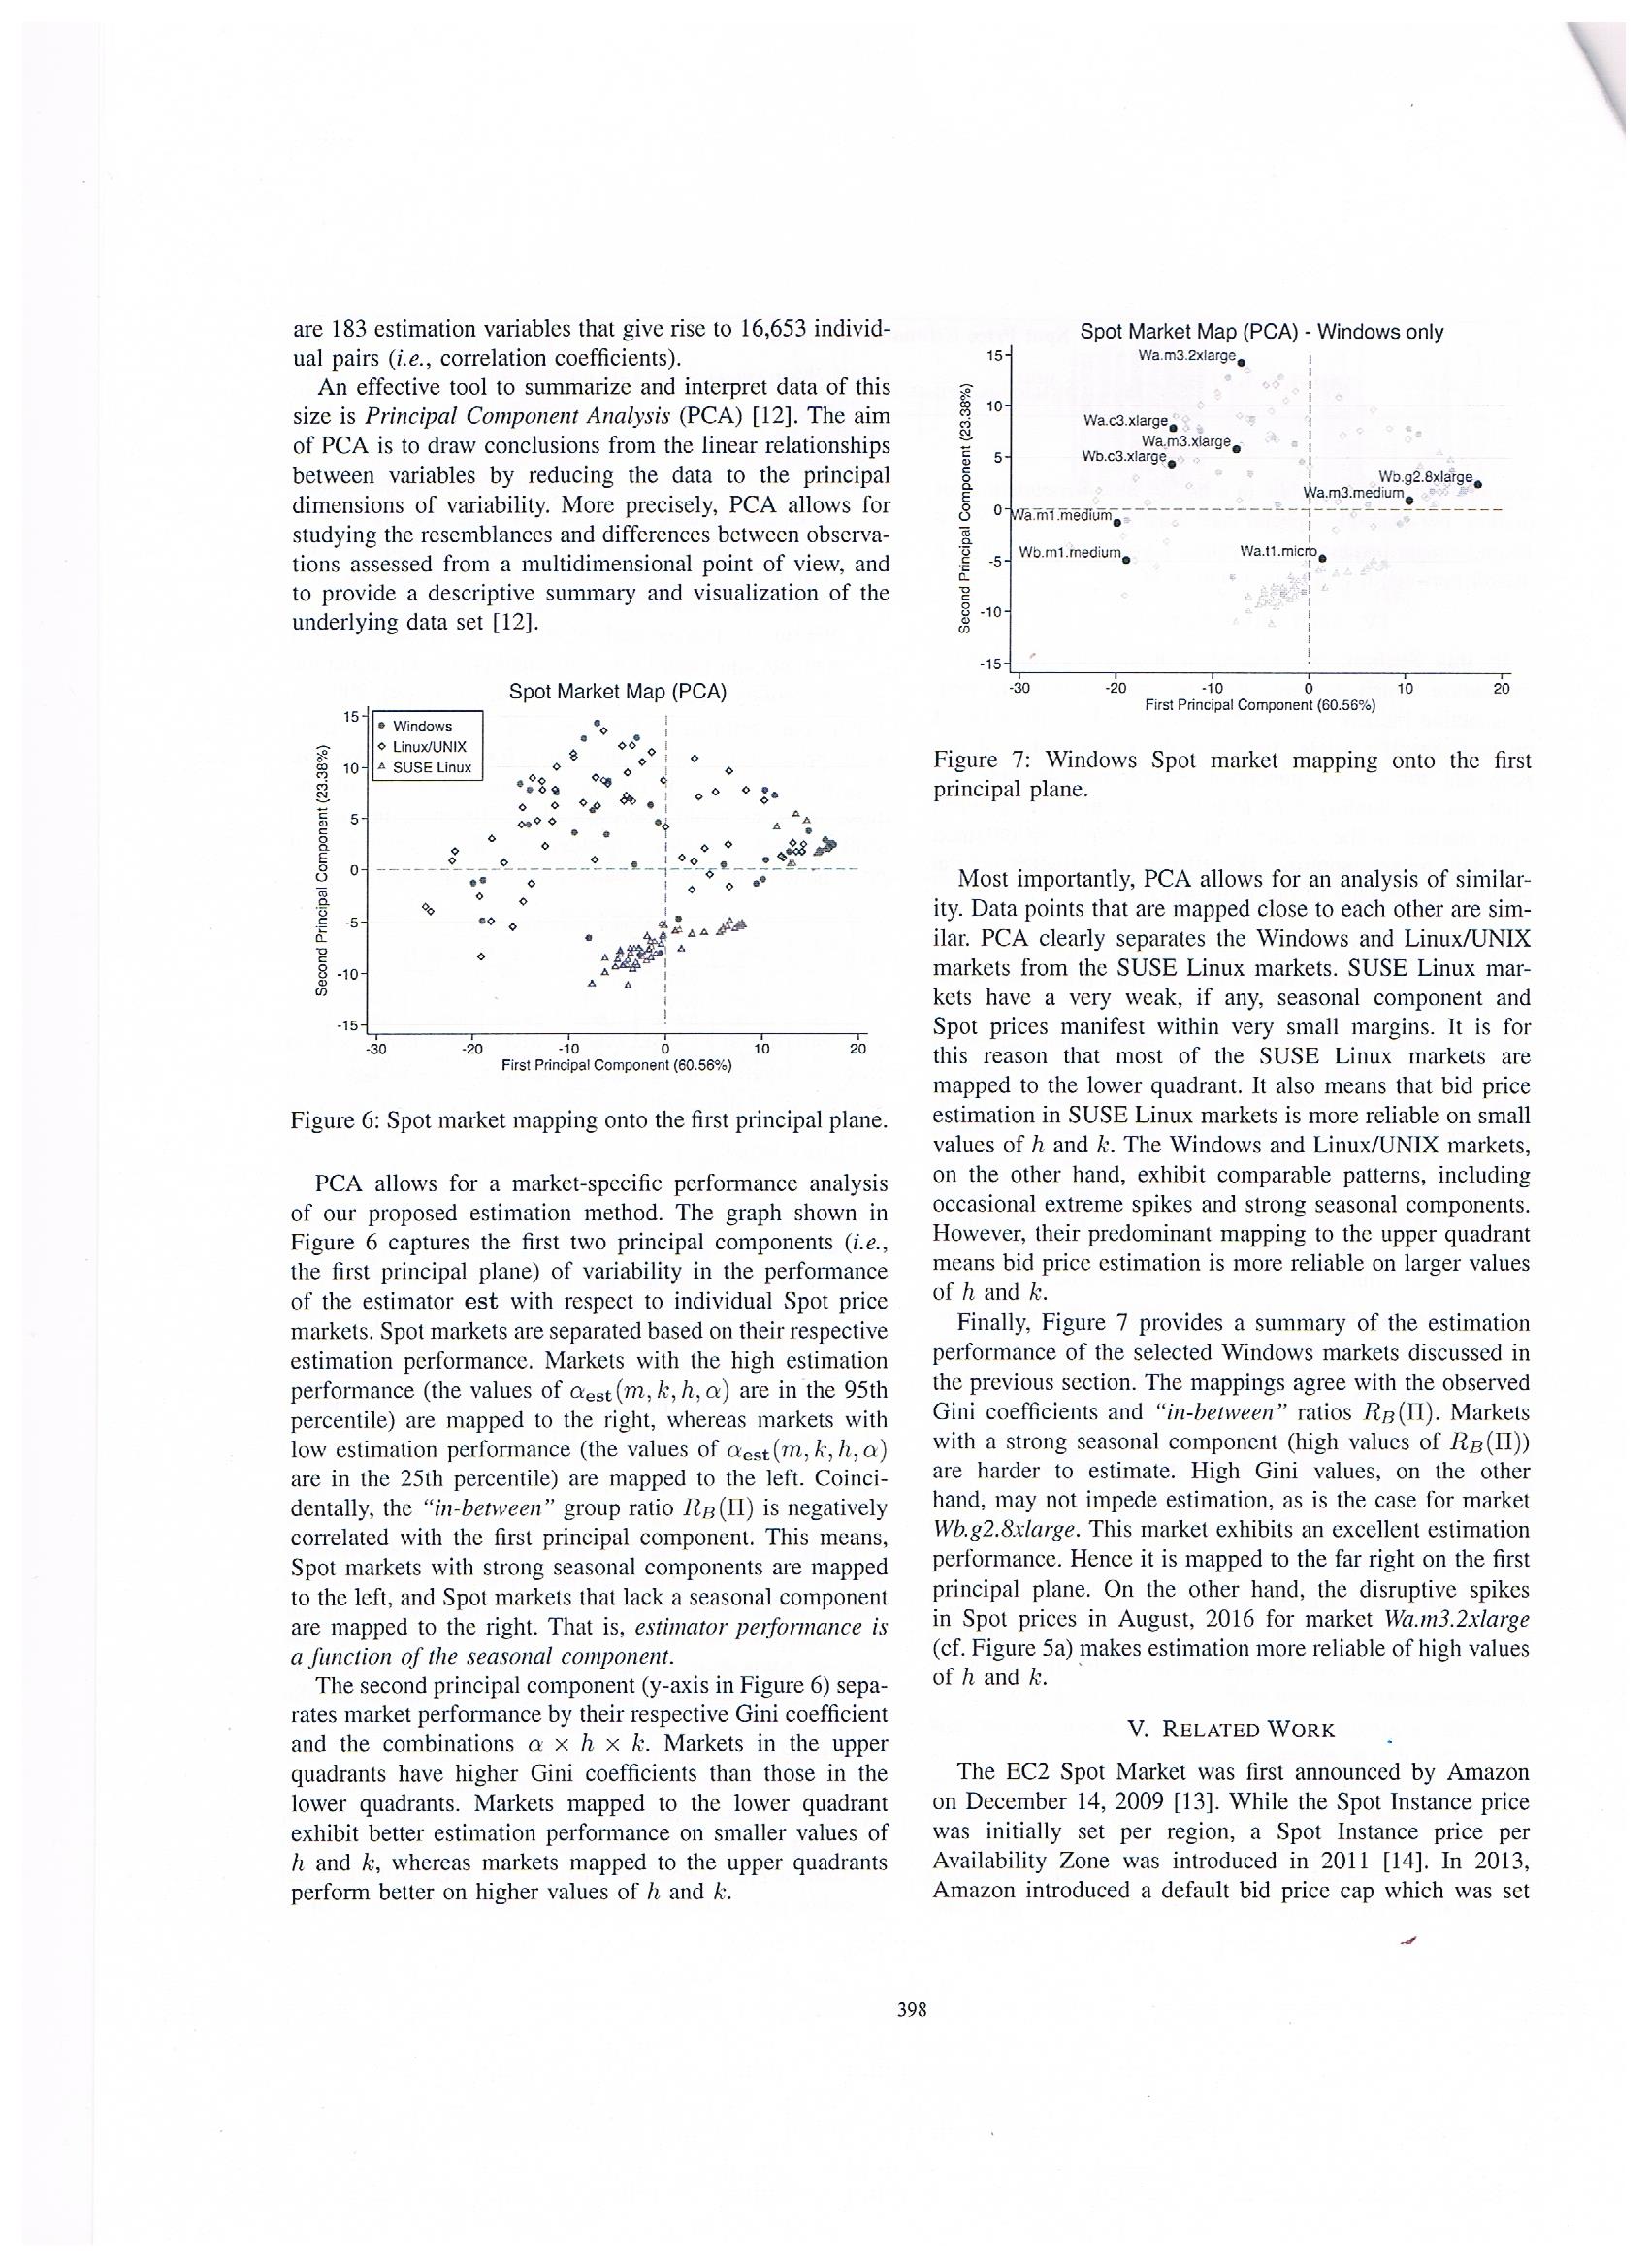 are 183 estimation variables that give rise to 16,653 individ-
ual pairs (i.e., correlation coefficients).
An effective tool to summarize and interpret data of this
size is Principal Component Analysis (PCA) [12]. The aim
of PCA is to draw conclusions from the linear relationships
between variables by reducing the data to the principal
dimensions of variability. More precisely, PCA allows for
studying the resemblances and differences between observa-
tions assessed from a multidimensional point of view, and
to provide a descriptive summary and visualization of the
underlying data set [12].
Spot Market Map (PCA)
Second Principal Component (23.38%)
15
10
5
0
-5
-10
-15
Windows
Linux/UNIX
SUSE Linux
-30 -20 -10 0 10 20
First Principal Component (60.56%)
Figure 6: Spot market mapping onto the first principal plane.
PCA allows for a market-specific performance analysis
of our proposed estimation method. The graph shown in
Figure 6 captures the first two principal components (i.e.,
the first principal plane) of variability in the performance
of the estimator est with respect to individual Spot price
markets. Spot markets are separated based on their respective
estimation performance. Markets with the high estimation
performance (the values of αest(m, k, h, α) are in the 95th
percentile) are mapped to the right, whereas markets with
low estimation performance (the values of αest(m, k, h, α)
are in the 25th percentile) are mapped to the left. Coinci-
dentally, the “in-between” group ratio RB(II) is negatively
correlated with the first principal component. This means,
Spot markets with strong seasonal components are mapped
to the left, and Spot markets that lack a seasonal component
are mapped to the right. That is, estimator performance is
a function of the seasonal component.
The second principal component (y-axis in Figure 6) sepa-
rates market performance by their respective Gini coefficient
and the combinations α × h × k. Markets in the upper
quadrants have higher Gini coefficients than those in the
lower quadrants. Markets mapped to the lower quadrant
exhibit better estimation performance on smaller values of
h and k, whereas markets mapped to the upper quadrants
perform better on higher values of h and k.
Spot Market Map (PCA) - Windows only
Second Principal Component (23.38%)
15
10
5
0
-5
-10
-15
Wa.m3.2xlarge
Wa.c3.xlarge
Wa.m3.xlarge
Wb.c3.xlarge
Wb.g2.8xlarge
Wa.m3.medium
Wa.m1.medium
Wb.m1.medium
Wa.t1.micro
-30 -20 -10 0 10 20
First Principal Component (60.56%)
Figure 7: Windows Spot market mapping onto the first
principal plane.
Most importantly, PCA allows for an analysis of similar-
ity. Data points that are mapped close to each other are sim-
ilar. PCA clearly separates the Windows and Linux/UNIX
markets from the SUSE Linux markets. SUSE Linux mar-
kets have a very weak, if any, seasonal component and
Spot prices manifest within very small margins. It is for
this reason that most of the SUSE Linux markets are
mapped to the lower quadrant. It also means that bid price
estimation in SUSE Linux markets is more reliable on small
values of h and k. The Windows and Linux/UNIX markets,
on the other hand, exhibit comparable patterns, including
occasional extreme spikes and strong seasonal components.
However, their predominant mapping to the upper quadrant
means bid price estimation is more reliable on larger values
of h and k.
Finally, Figure 7 provides a summary of the estimation
performance of the selected Windows markets discussed in
the previous section. The mappings agree with the observed
Gini coefficients and “in-between” ratios RB(II). Markets
with a strong seasonal component (high values of RB(II))
are harder to estimate. High Gini values, on the other
hand, may not impede estimation, as is the case for market
Wb.g2.8xlarge. This market exhibits an excellent estimation
performance. Hence it is mapped to the far right on the first
principal plane. On the other hand, the disruptive spikes
in Spot prices in August, 2016 for market Wa.m3.2xlarge
(cf. Figure 5a) makes estimation more reliable of high values
of h and k.
V. RELATED WORK
The EC2 Spot Market was first announced by Amazon
on December 14, 2009 [13]. While the Spot Instance price
was initially set per region, a Spot Instance price per
Availability Zone was introduced in 2011 [14]. In 2013,
Amazon introduced a default bid price cap which was set
398